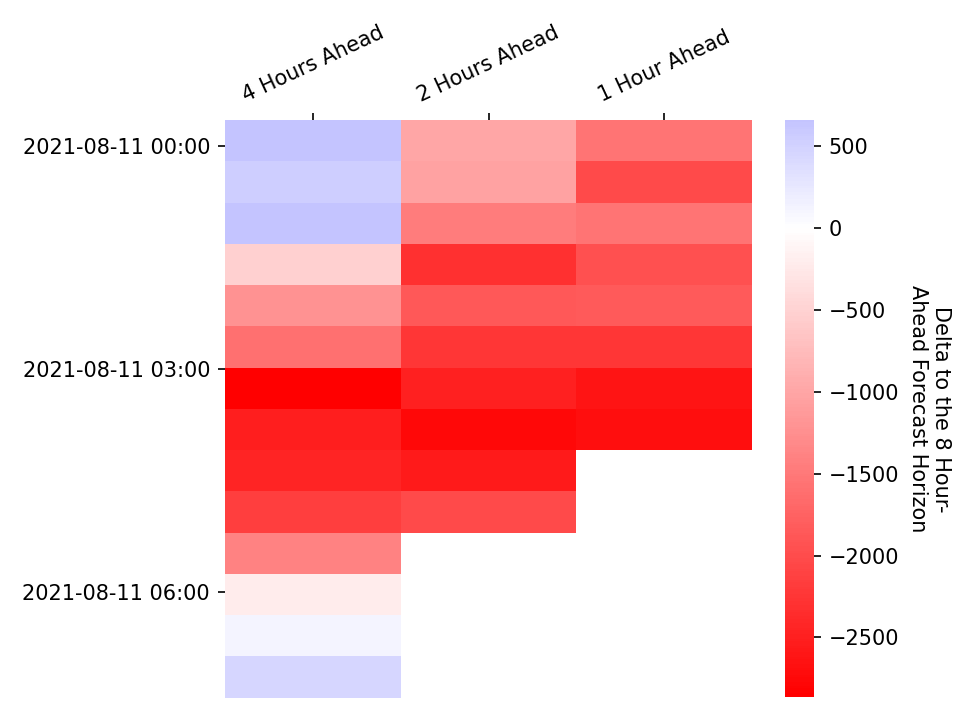 4 Hours Ahead
2 Hours Ahead
1 Hour Ahead
2021-08-11 00:00
2021-08-11 03:00
2021-08-11 06:00
500
0
−500
−1000
−1500
−2000
−2500
Delta to the 8 Hour-
Ahead Forecast Horizon